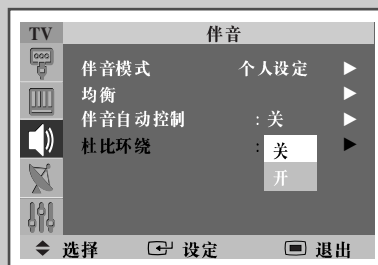 TV 伴音
伴音模式 个人设定
均衡
伴音自动控制 : 关
杜比环绕 : 关
开
选择 设定 退出